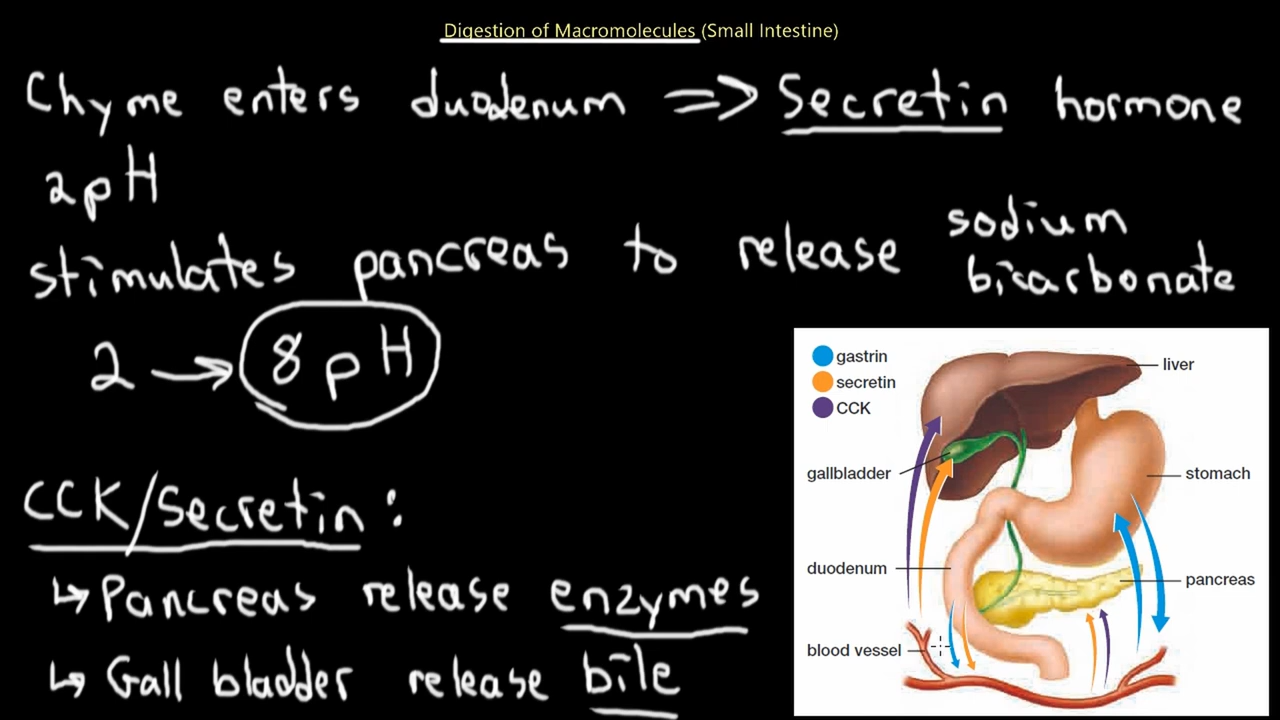 Digestion of Macromolecules (Small Intestine)
Chyme enters duodenum => Secretin hormone
2pH
stimulates pancreas to release sodium bicarbonate
2 → 8 pH
CCK/Secretin:
↳ Pancreas release enzymes
↳ Gall bladder release bile
gastrin
secretin
CCK
liver
gallbladder
stomach
duodenum
pancreas
blood vessel